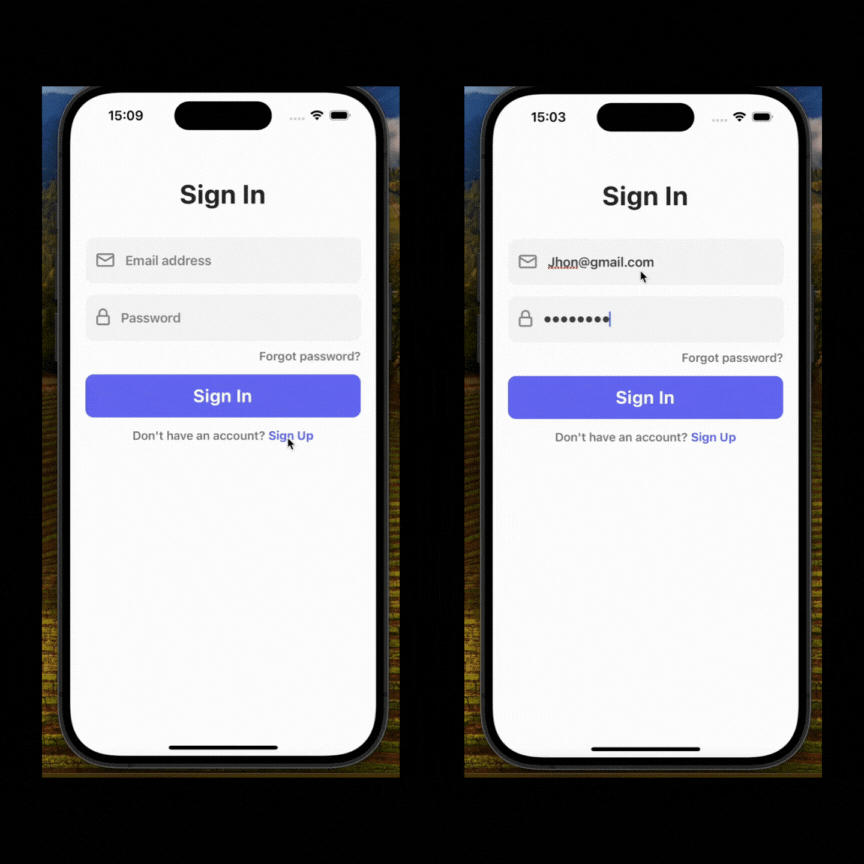 15:09
Sign In
Email address
Password
Forgot password?
Sign In
Don't have an account? Sign Up
15:03
Sign In
Jhon@gmail.com
Forgot password?
Sign In
Don't have an account? Sign Up